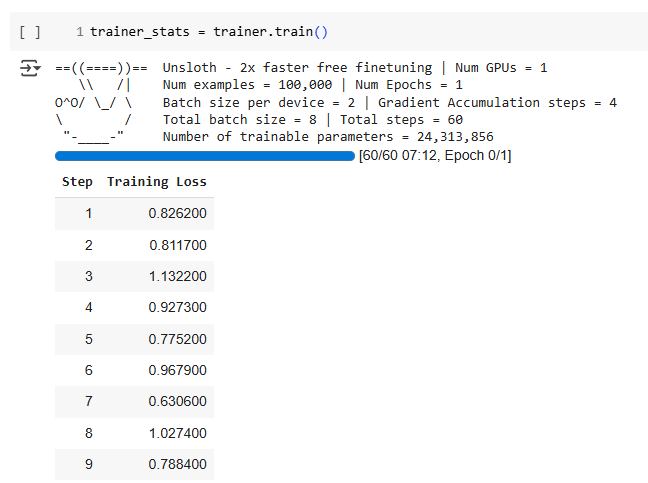 [ ] 1 trainer_stats = trainer.train()
==((====))== Unsloth - 2x faster free finetuning | Num GPUs = 1
\\ /| Num examples = 100,000 | Num Epochs = 1
O^O/ \_/ \ Batch size per device = 2 | Gradient Accumulation steps = 4
\ / Total batch size = 8 | Total steps = 60
"-____-" Number of trainable parameters = 24,313,856
[60/60 07:12, Epoch 0/1]
Step Training Loss
1 0.826200
2 0.811700
3 1.132200
4 0.927300
5 0.775200
6 0.967900
7 0.630600
8 1.027400
9 0.788400